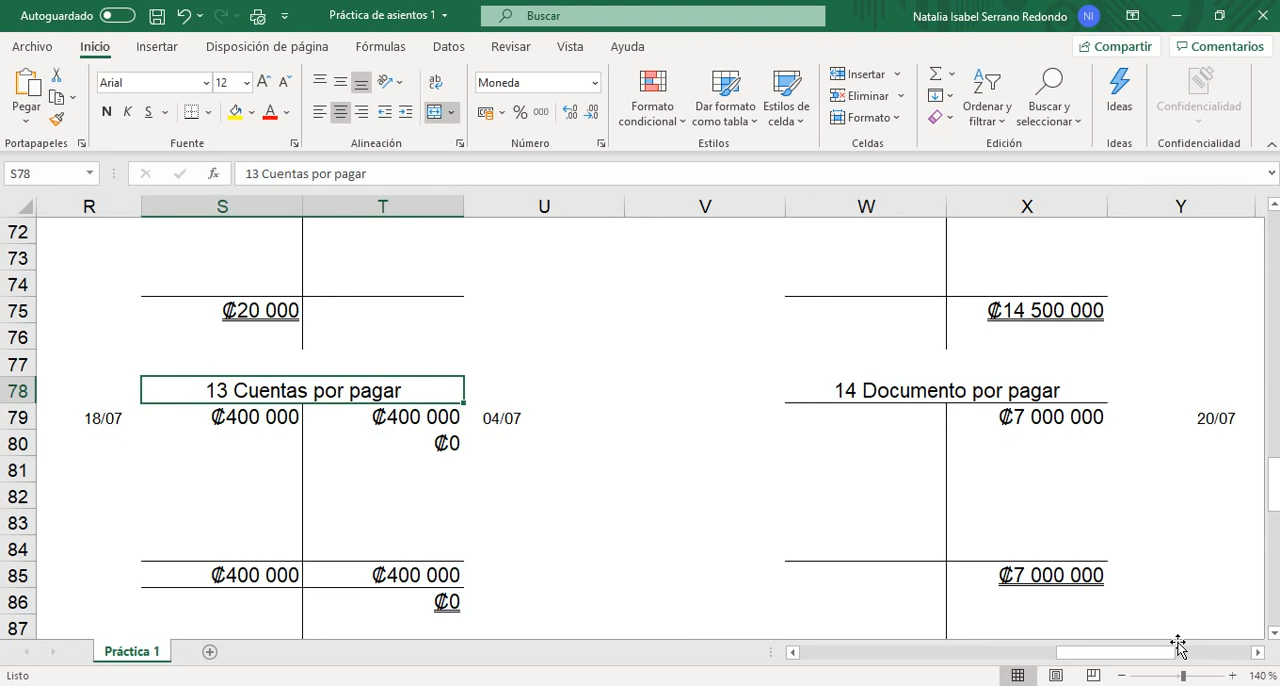 Autoguardado
Práctica de asientos 1
Buscar
Natalia Isabel Serrano Redondo
NI
Archivo
Inicio
Insertar
Disposición de página
Fórmulas
Datos
Revisar
Vista
Ayuda
Compartir
Comentarios
Pegar
Arial
12
N K S
Moneda
% 000
Formato
condicional
Dar formato
como tabla
Estilos de
celda
Insertar
Eliminar
Formato
Ordenar y
filtrar
Buscar y
seleccionar
Ideas
Confidencialidad
Portapapeles
Fuente
Alineación
Número
Estilos
Celdas
Edición
Ideas
Confidencialidad
S78
fx
13 Cuentas por pagar
R S T U V W X Y
72
73
74
75 ₡20 000 ₡14 500 000
76
77
78 13 Cuentas por pagar 14 Documento por pagar
79 18/07 ₡400 000 ₡400 000 04/07 ₡7 000 000 20/07
80 ₡0
81
82
83
84
85 ₡400 000 ₡400 000 ₡7 000 000
86 ₡0
87
Práctica 1
Listo
140 %